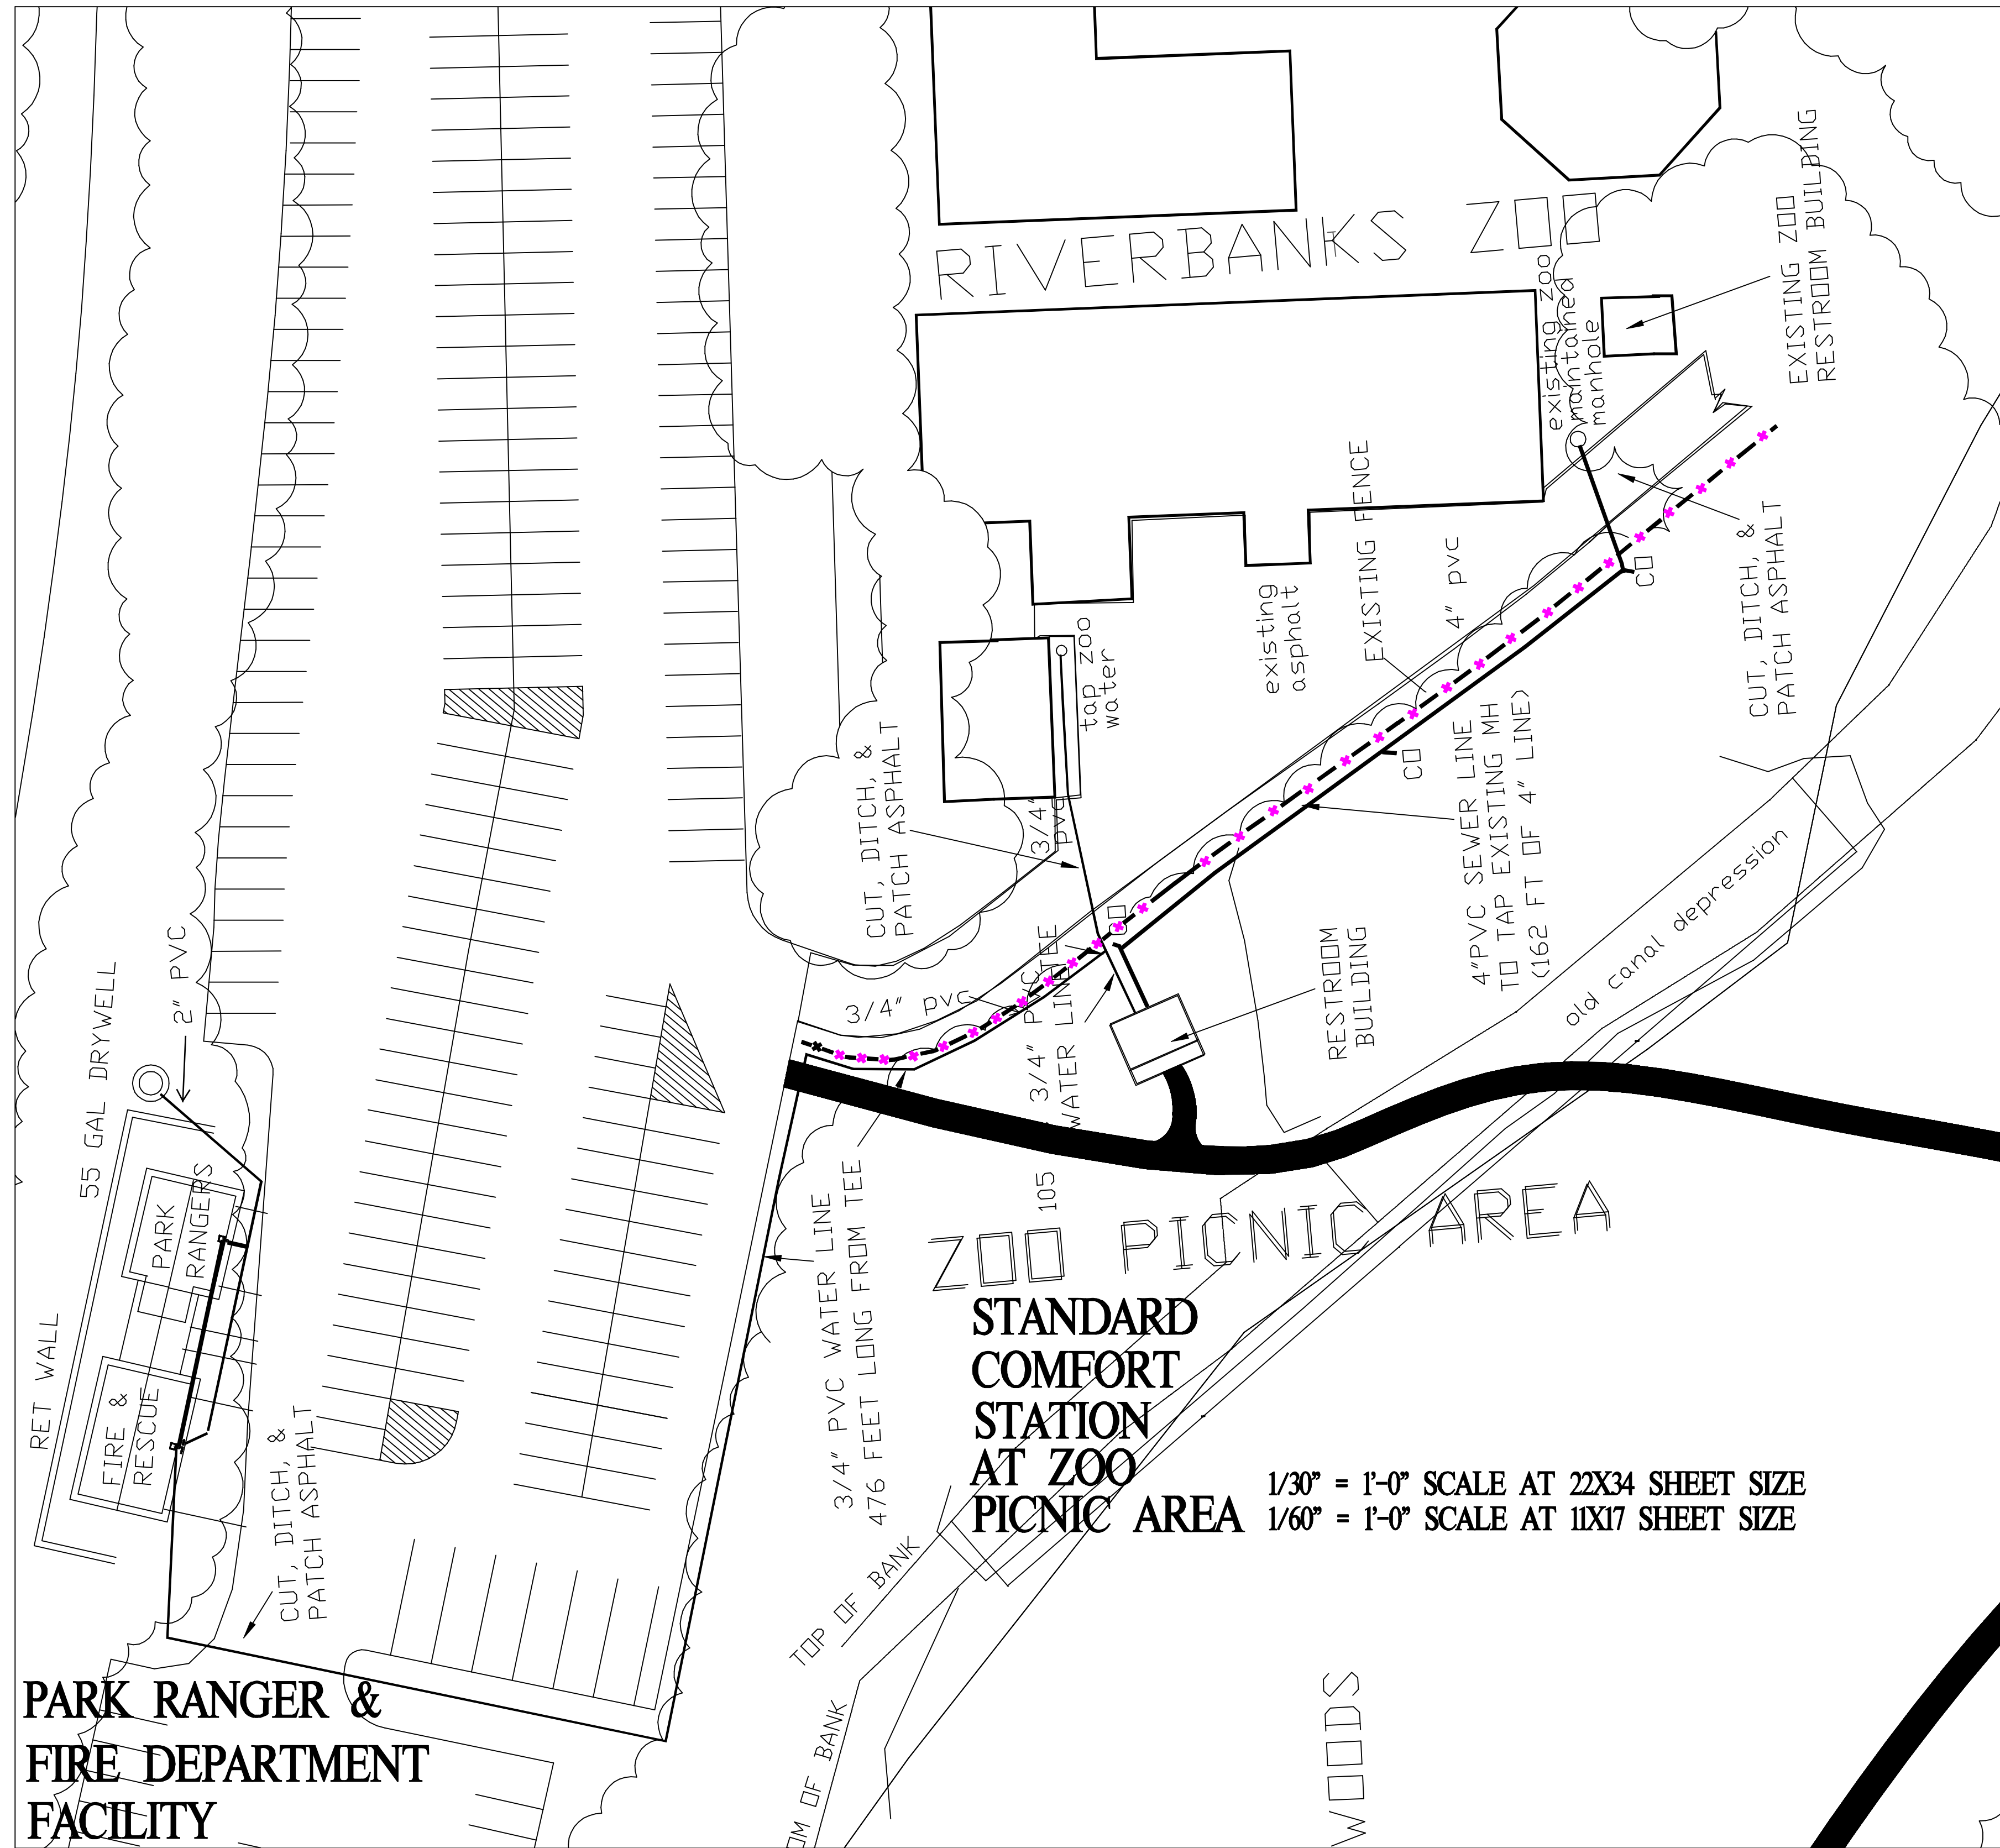 RIVERBANKS ZOO
existing zoo
maintained
manhole
EXISTING ZOO
RESTROOM BUILDING
EXISTING FENCE
4" pvc
existing
asphalt
tap zoo
water
CUT, DITCH, &
PATCH ASPHALT
3/4"
pvc
CUT, DITCH, &
PATCH ASPHALT
CO
CO
4"PVC SEWER LINE
TO TAP EXISTING MH
(162 FT OF 4" LINE)
old canal depression
RESTROOM
BUILDING
3/4" pvc
105' 3/4" PVC
WATER LINE
TEE
55 GAL DRYWELL
2" PVC
PARK
RANGERS
RET WALL
FIRE &
RESCUE
CUT, DITCH, &
PATCH ASPHALT
3/4" PVC WATER LINE
476 FEET LONG FROM TEE
ZOO PICNIC AREA
STANDARD
COMFORT
STATION
AT ZOO
PICNIC AREA
1/30" = 1'-0" SCALE AT 22X34 SHEET SIZE
1/60" = 1'-0" SCALE AT 11X17 SHEET SIZE
TOP OF BANK
OM OF BANK
WOODS
PARK RANGER &
FIRE DEPARTMENT
FACILITY